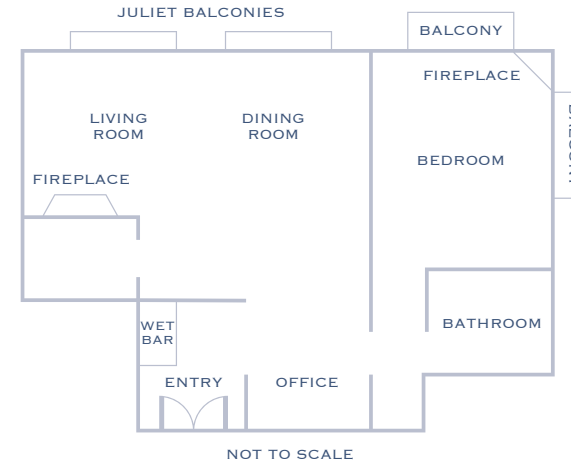 JULIET BALCONIES
BALCONY
FIREPLACE
LIVING
ROOM
DINING
ROOM
BEDROOM
FIREPLACE
WET
BAR
BATHROOM
ENTRY
OFFICE
NOT TO SCALE